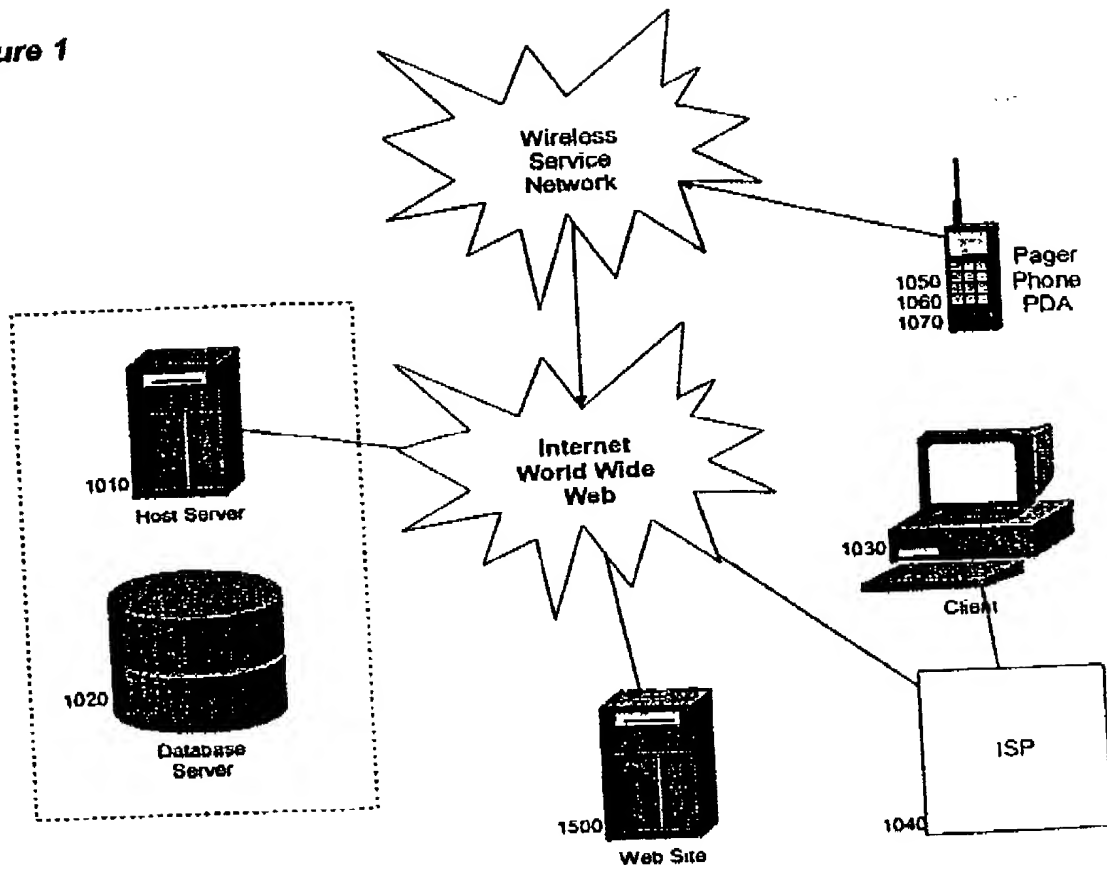 ure 1
Wireless
Service
Network
1050
1060
1070
Pager
Phone
PDA
1010
Host Server
Internet
World Wide
Web
1030
Client
1020
Database
Server
1500
Web Site
ISP
1040